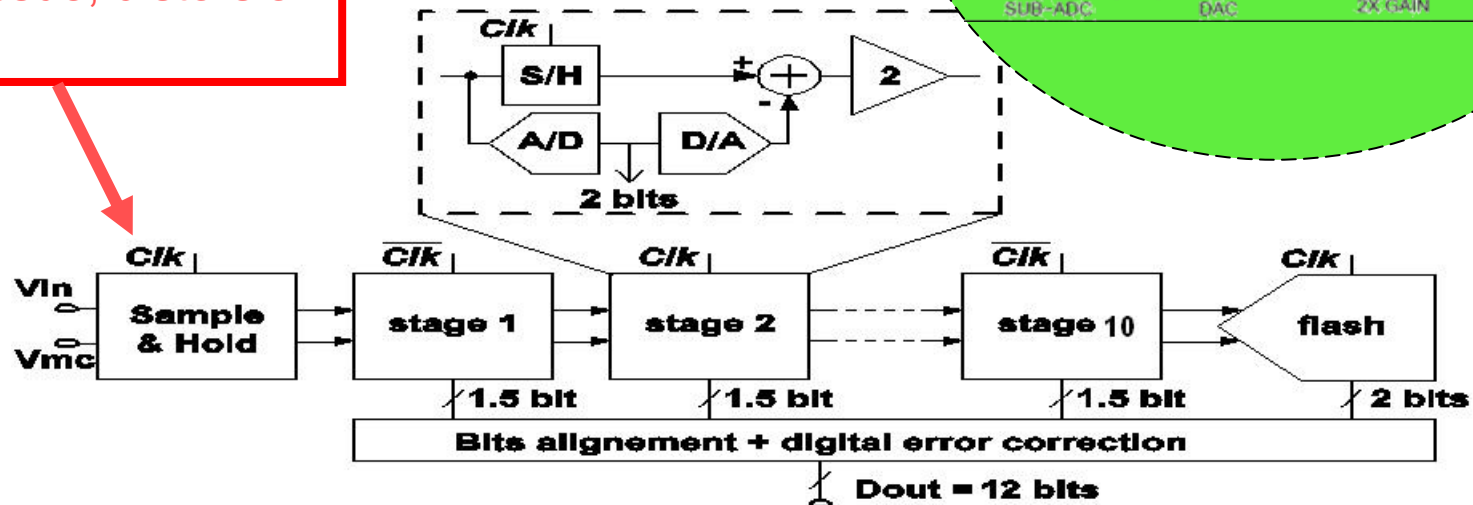 SUB-ADC DAC 2X GAIN
Clk
S/H + + 2
-
A/D D/A
2 bits
Clk Clk Clk Clk Clk
Vin
Sample & Hold stage 1 stage 2 stage 10 flash
Vmc
1.5 bit 1.5 bit 1.5 bit 2 bits
Bits alignement + digital error correction
Dout = 12 bits